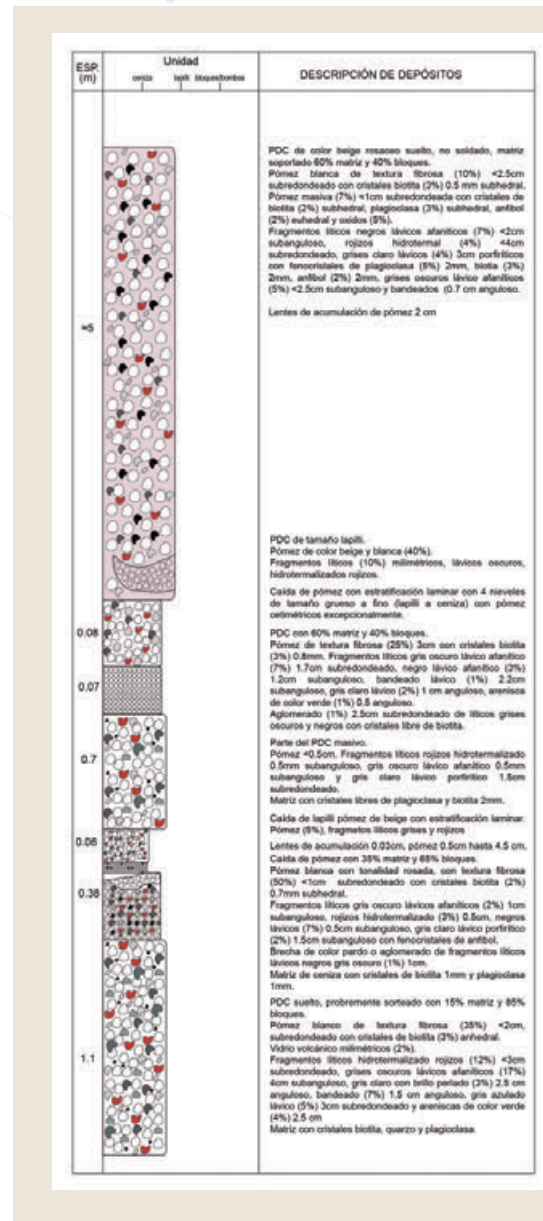 ESP.
(m)
Unidad
ceniza lapilli bloques/bombas
DESCRIPCIÓN DE DEPÓSITOS
PDC de color beige rosaceo suelto, no soldado, matriz
soportado 60% matriz y 40% bloques.
Pómez blanca de textura fibrosa (10%) <2.5cm
subredondeado con cristales biotita (3%) 0.5 mm subhedral.
Pómez masiva (7%) <1cm subredondeada con cristales de
biotita (2%) subhedral, plagioclasa (3%) subhedral, anfibol
(2%) euhedral y oxidos (5%).
Fragmentos líticos negros lávicos afaníticos (7%) <2cm
subanguloso, rojizos hidrotermal (4%) <4cm
subredondeado, grises claro lávicos (4%) 3cm porfiríticos
con fenocristales de plagioclasa (5%) 2mm, biotia (3%)
2mm, anfibol (2%) 2mm, grises oscuros lávico afaníticos
(5%) <2.5cm subanguloso y bandeados (0.7 cm anguloso.
Lentes de acumulación de pómez 2 cm
≈5
PDC de tamaño lapilli.
Pómez de color beige y blanca (40%).
Fragmentos líticos (10%) milimétricos, lávicos oscuros,
hidrotermalizados rojizos.
Caída de pómez con estratificación laminar con 4 nieveles
de tamaño grueso a fino (lapilli a ceniza) con pómez
cetimétricos excepcionalmente.
0.08
PDC con 60% matriz y 40% bloques.
Pómez de textura fibrosa (25%) 3cm con cristales biotita
(3%) 0.8mm. Fragmentos líticos gris oscuro lávico afanítico
(7%) 1.7cm subredondeado, negro lávico afanítico (3%)
1.2cm subanguloso, bandeado lávico (1%) 2.2cm
subanguloso, gris claro lávico (2%) 1 cm anguloso, arenisca
de color verde (1%) 0.5 anguloso.
Aglomerado (1%) 2.5cm subredondeado de líticos grises
oscuros y negros con cristales libre de biotita.
0.07
Parte del PDC masivo.
Pómez <0.5cm. Fragmentos líticos rojizos hidrotermalizado
0.5mm subanguloso, gris oscuro lávico afanítico 0.5mm
subanguloso y gris claro lávico porfirítico 1.5cm
subredondeado.
Matriz con cristales libres de plagioclasa y biotita 2mm.
0.7
Caída de lapilli pómez de beige con estratificación laminar.
Pómez (5%), fragmetos líticos grises y rojizos
0.06
Lentes de acumulación 0.03cm, pómez 0.5cm hasta 4.5 cm.
Caída de pómez con 35% matriz y 65% bloques.
Pómez blanca con tonalidad rosada, con textura fibrosa
(50%) <1cm subredondeado con cristales biotita (2%)
0.7mm subhedral.
0.38
Fragmentos líticos gris oscuro lávicos afaníticos (2%) 1cm
subanguloso, rojizos hidrotermalizado (3%) 0.5cm, negros
lávicos (7%) 0.5cm subanguloso, gris claro lávico porfirítico
(2%) 1.5cm subanguloso con fenocristales de anfibol.
Brecha de color pardo o aglomerado de fragmentos líticos
lávicos negros gris oscuro (1%) 1cm.
Matriz de ceniza con cristales de biotita 1mm y plagioclasa
1mm.
PDC suelto, probremente sorteado con 15% matriz y 85%
bloques.
Pómez blanco de textura fibrosa (35%) <2cm,
subredondeado con cristales de biotita (3%) anhedral.
Vidrio volcánico milimétricos (2%).
Fragmentos líticos hidrotermalizado rojizos (12%) <3cm
subredondeado, grises oscuros lávicos afaníticos (17%)
4cm subanguloso, gris claro con brillo perlado (3%) 2.5 cm
anguloso, bandeado (7%) 1.5 cm anguloso, gris azulado
lávico (5%) 3cm subredondeado y areniscas de color verde
(4%) 2.5 cm
Matriz con cristales biotita, quarzo y plagioclasa.
1.1